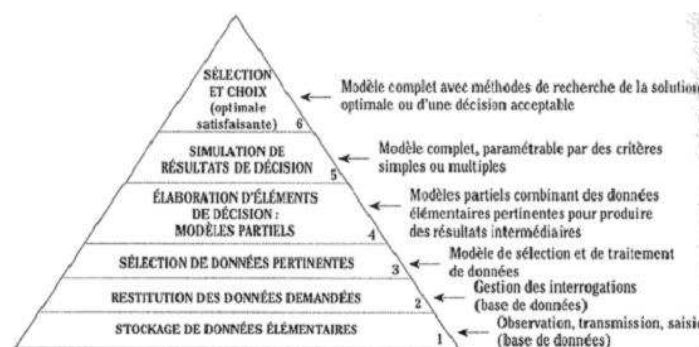 SÉLECTION
ET CHOIX
(optimale
satisfaisante) 6
Modèle complet avec méthodes de recherche de la solution
optimale ou d'une décision acceptable
SIMULATION DE
RÉSULTATS DE DÉCISION 5
Modèle complet, paramétrable par des critères
simples ou multiples
ÉLABORATION D'ÉLÉMENTS
DE DÉCISION :
MODÈLES PARTIELS 4
Modèles partiels combinant des données
élémentaires pertinentes pour produire
des résultats intermédiaires
SÉLECTION DE DONNÉES PERTINENTES 3
Modèle de sélection et de traitement
de données
RESTITUTION DES DONNÉES DEMANDÉES 2
Gestion des interrogations
(base de données)
STOCKAGE DE DONNÉES ÉLÉMENTAIRES 1
Observation, transmission, saisie
(base de données)